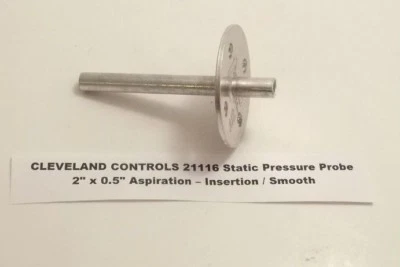 CLEVELAND CONTROLS 21116 Static Pressure Probe
2" x 0.5" Aspiration – Insertion / Smooth